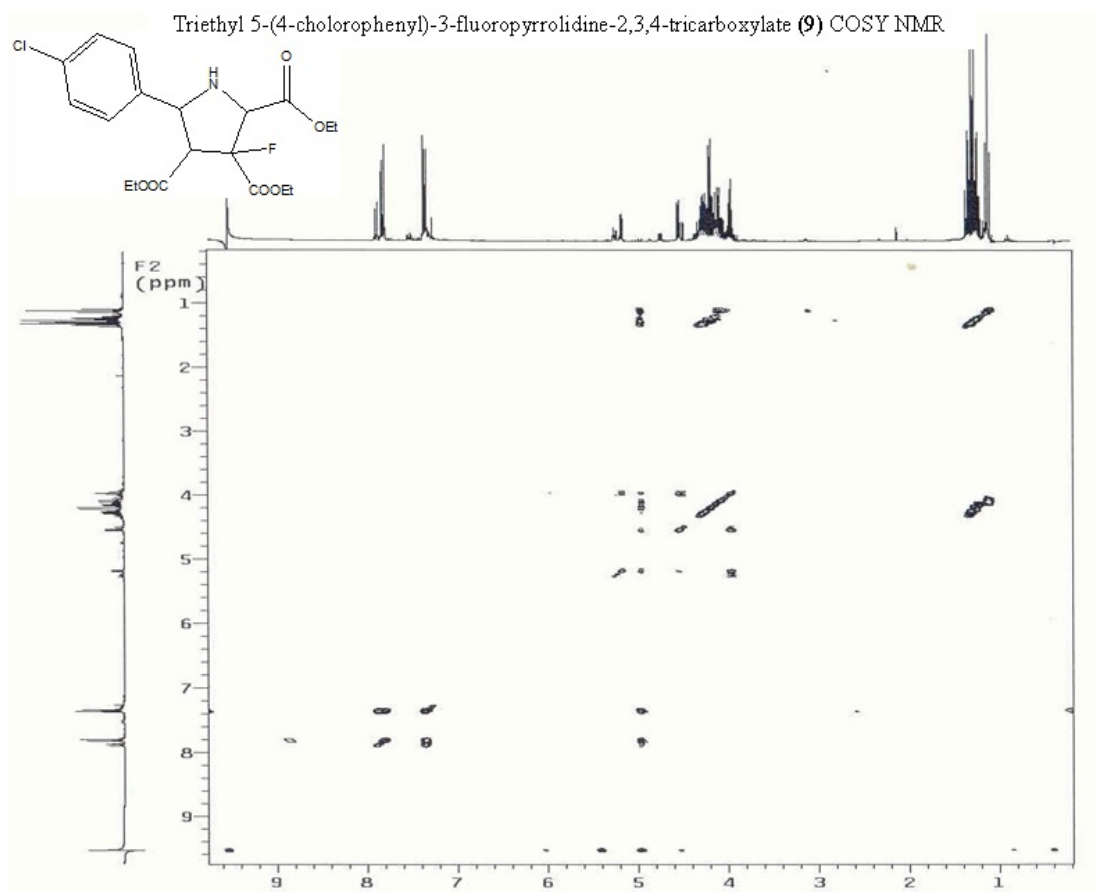 Triethyl 5-(4-cholorophenyl)-3-fluoropyrrolidine-2,3,4-tricarboxylate (9) COSY NMR
Cl
H
N
O
OEt
F
EtOOC
COOEt
F2
(ppm)
1
2
3
4
5
6
7
8
9
9 8 7 6 5 4 3 2 1